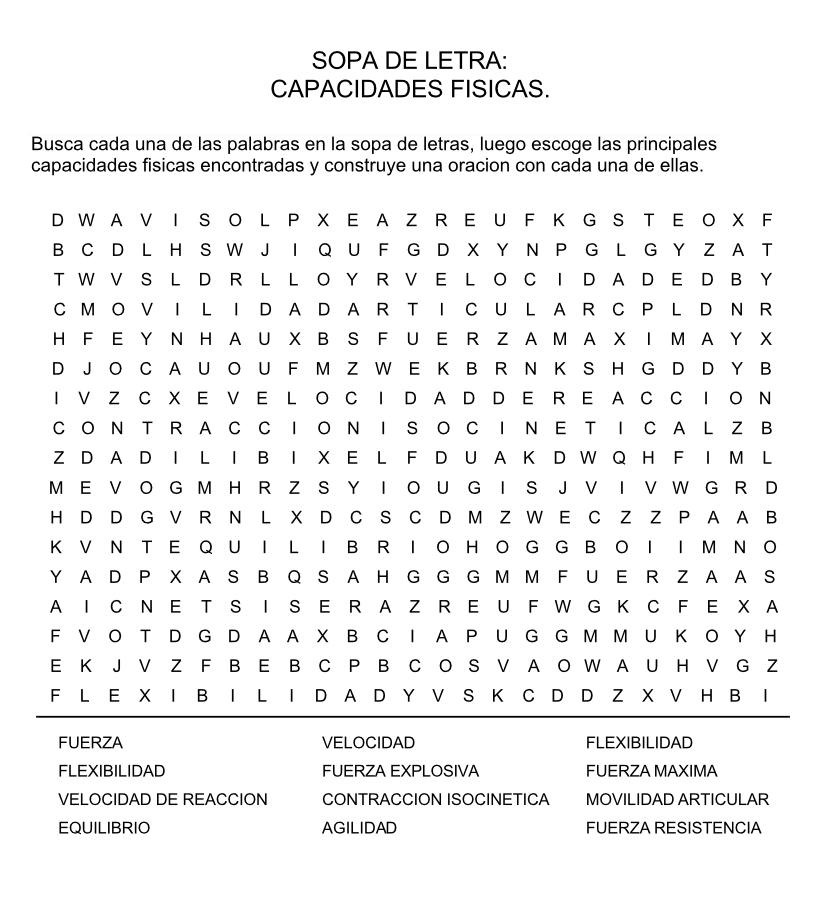 SOPA DE LETRA:
CAPACIDADES FISICAS.
Busca cada una de las palabras en la sopa de letras, luego escoge las principales
capacidades fisicas encontradas y construye una oracion con cada una de ellas.
D W A V I S O L P X E A Z R E U F K G S T E O X F
B C D L H S W J I Q U F G D X Y N P G L G Y Z A T
T W V S L D R L L O Y R V E L O C I D A D E D B Y
C M O V I L I D A D A R T I C U L A R C P L D N R
H F E Y N H A U X B S F U E R Z A M A X I M A Y X
D J O C A U O U F M Z W E K B R N K S H G D D Y B
I V Z C X E V E L O C I D A D D E R E A C C I O N
C O N T R A C C I O N I S O C I N E T I C A L Z B
Z D A D I L I B I X E L F D U A K D W Q H F I M L
M E V O G M H R Z S Y I O U G I S J V I V W G R D
H D D G V R N L X D C S C D M Z W E C Z Z P A A B
K V N T E Q U I L I B R I O H O G G B O I I M N O
Y A D P X A S B Q S A H G G G M M F U E R Z A A S
A I C N E T S I S E R A Z R E U F W G K C F E X A
F V O T D G D A A X B C I A P U G G M M U K O Y H
E K J V Z F B E B C P B C O S V A O W A U H V G Z
F L E X I B I L I D A D Y V S K C D D Z X V H B I
FUERZA VELOCIDAD FLEXIBILIDAD
FLEXIBILIDAD FUERZA EXPLOSIVA FUERZA MAXIMA
VELOCIDAD DE REACCION CONTRACCION ISOCINETICA MOVILIDAD ARTICULAR
EQUILIBRIO AGILIDAD FUERZA RESISTENCIA